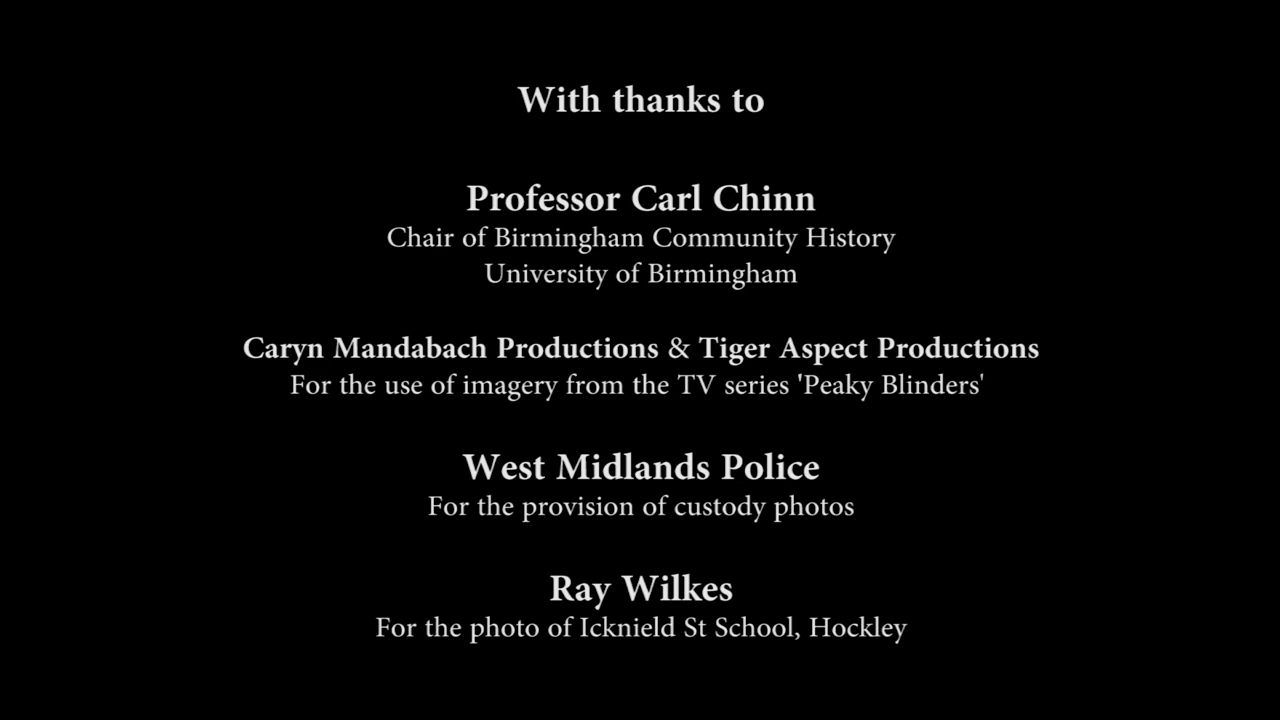 With thanks to
Professor Carl Chinn
Chair of Birmingham Community History
University of Birmingham
Caryn Mandabach Productions & Tiger Aspect Productions
For the use of imagery from the TV series 'Peaky Blinders'
West Midlands Police
For the provision of custody photos
Ray Wilkes
For the photo of Icknield St School, Hockley